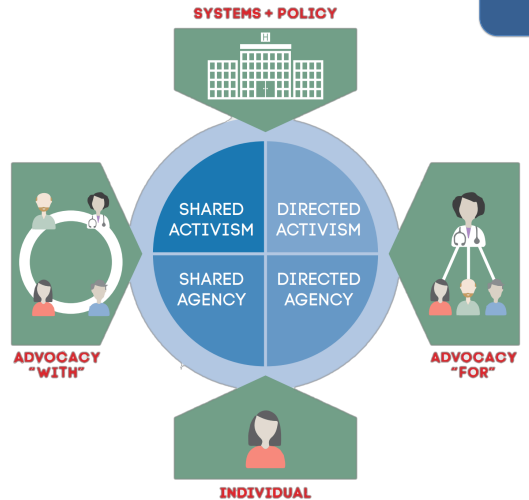 SYSTEMS + POLICY
H
SHARED
ACTIVISM
DIRECTED
ACTIVISM
SHARED
AGENCY
DIRECTED
AGENCY
ADVOCACY
"WITH"
ADVOCACY
"FOR"
INDIVIDUAL